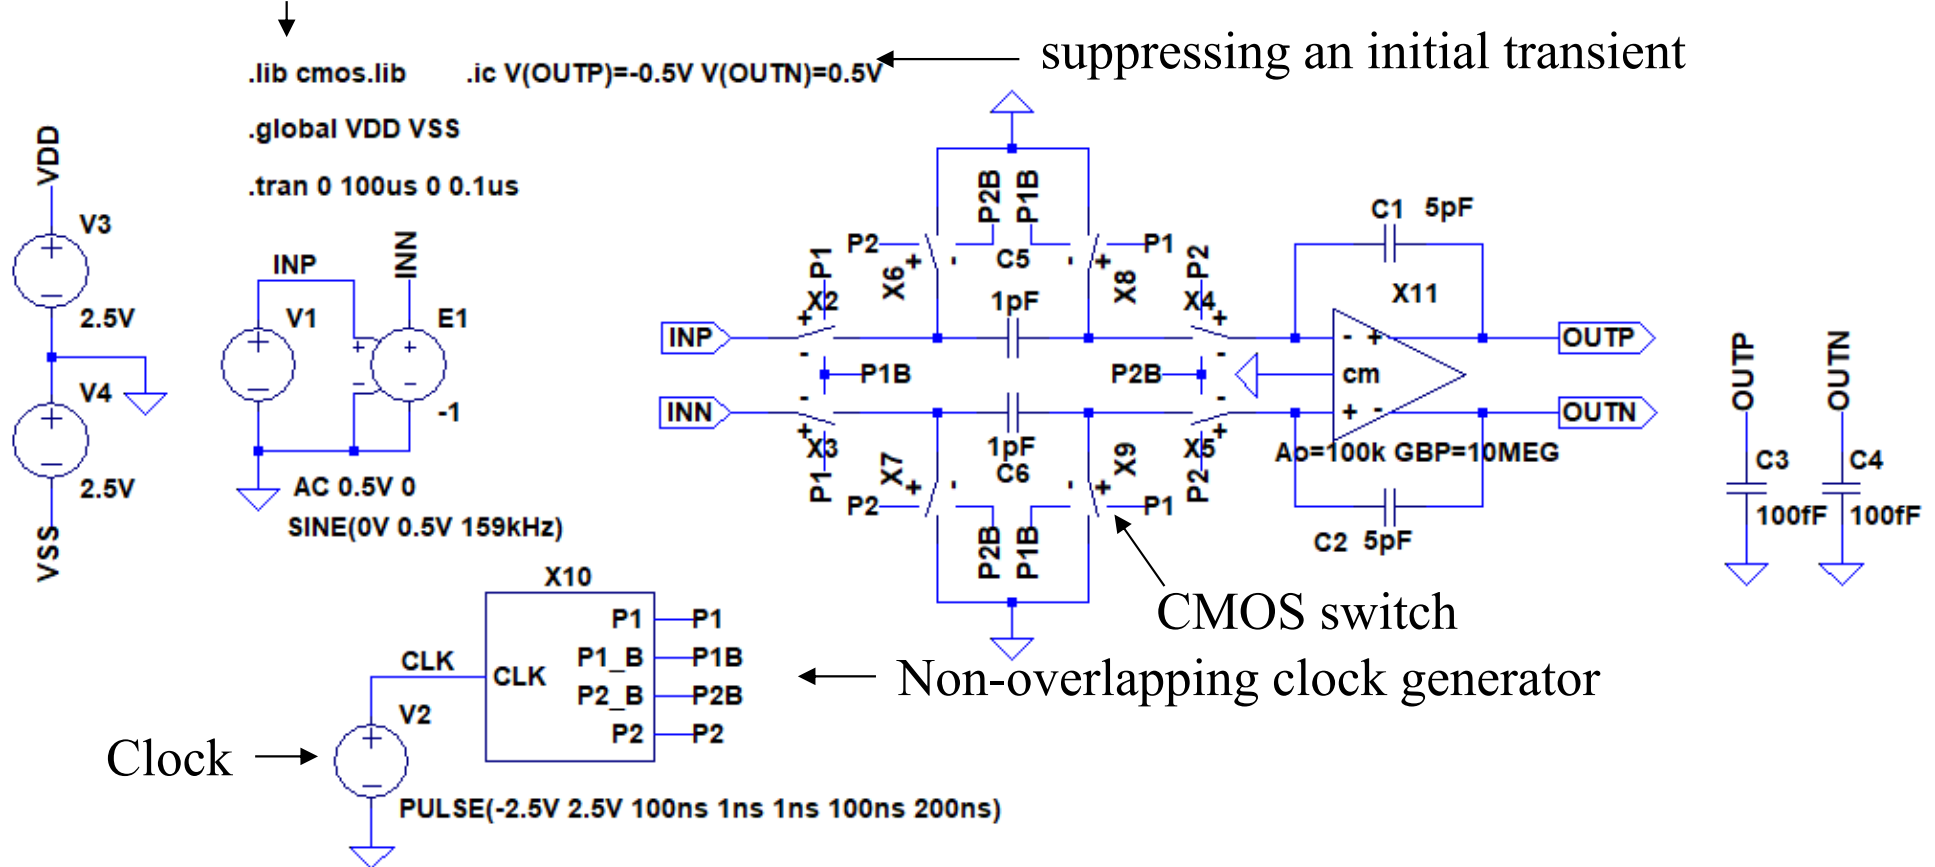 .lib cmos.lib
.ic V(OUTP)=-0.5V V(OUTN)=0.5V
suppressing an initial transient
.global VDD VSS
.tran 0 100us 0 0.1us
VDD
V3
+
−
2.5V
V4
+
−
2.5V
VSS
INP
V1
+
−
INN
E1
+
−
+
−
-1
AC 0.5V 0
SINE(0V 0.5V 159kHz)
P2
X6
+
-
P2B
P1B
-
+
X8
P1
C5
1pF
P1
X2
+
-
INP
P1B
INN
-
+
X3
P1
P2
X4
+
-
P2B
-
+
X5
P2
1pF
C6
X7
+
-
P2
P2B
P1B
-
+
X9
P1
C1
5pF
X11
- +
cm
+ -
Ao=100k GBP=10MEG
C2
5pF
OUTP
OUTN
OUTP
C3
100fF
OUTN
C4
100fF
CMOS switch
X10
CLK
CLK
P1
P1_B
P2_B
P2
P1
P1B
P2B
P2
Non-overlapping clock generator
Clock
V2
+
−
PULSE(-2.5V 2.5V 100ns 1ns 1ns 100ns 200ns)